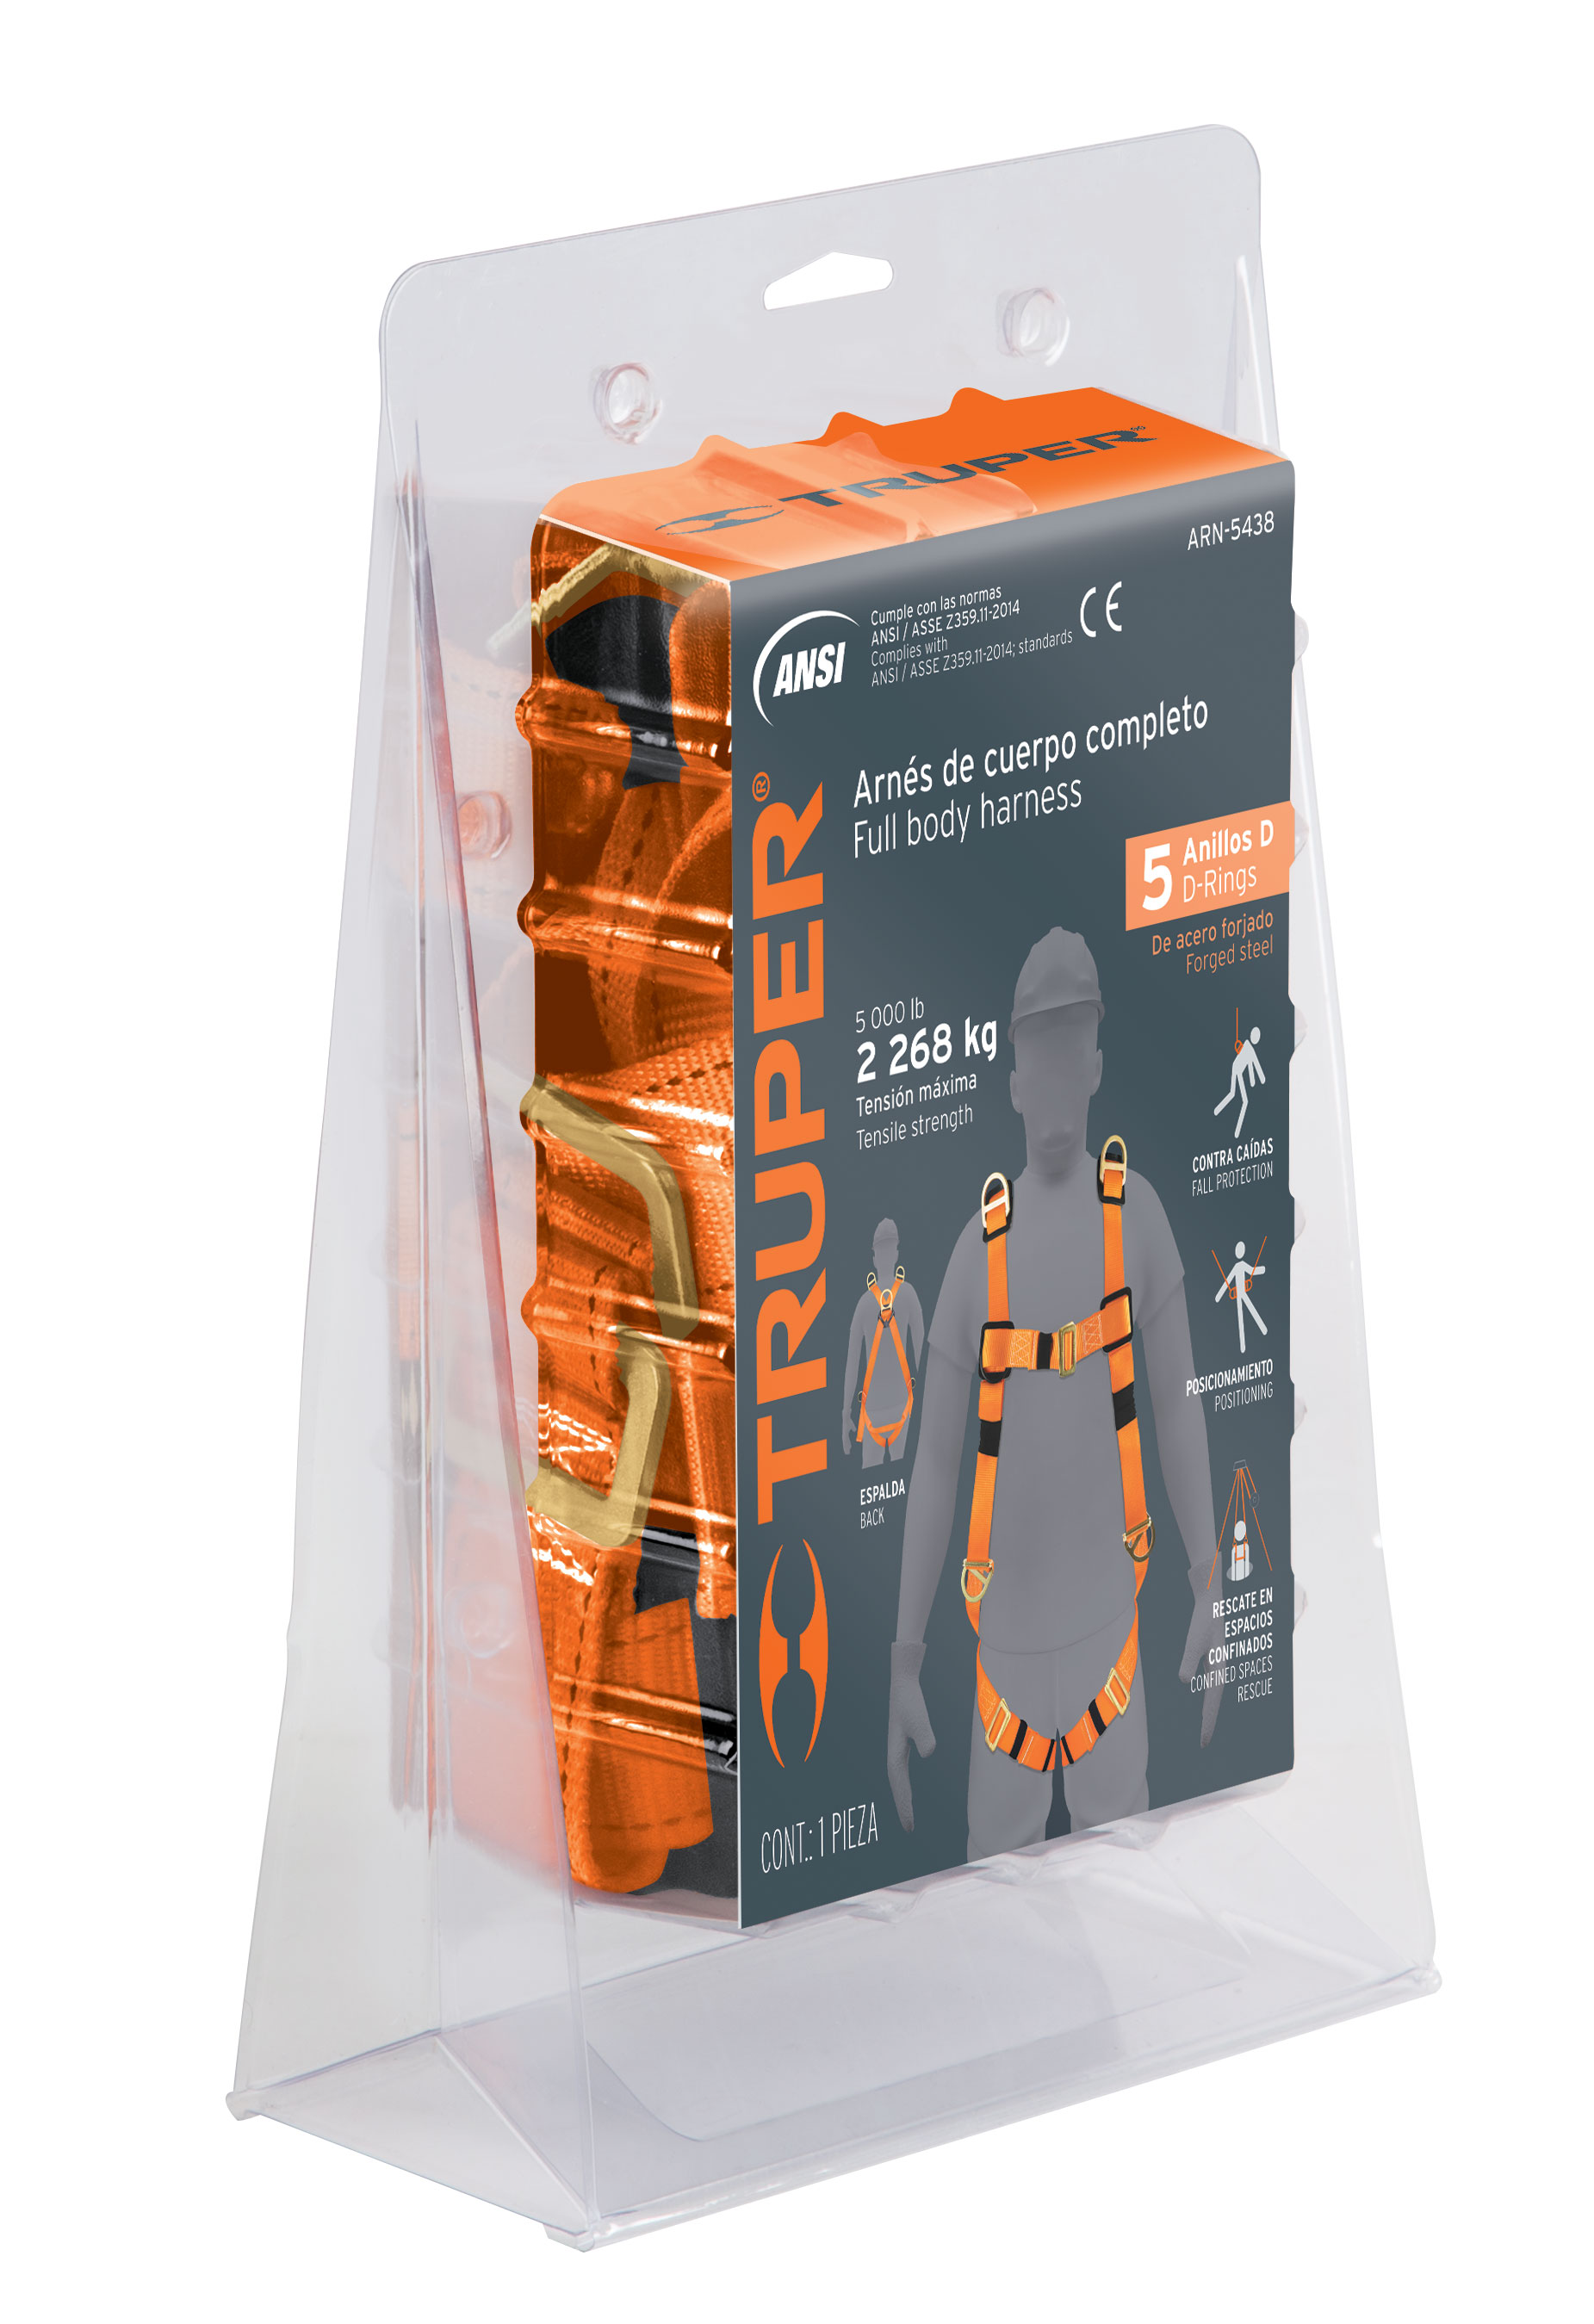 TRUPER®
ARN-5438
ANSI
Cumple con las normas
ANSI / ASSE Z359.11-2014
Complies with
ANSI / ASSE Z359.11-2014; standards
CE
Arnés de cuerpo completo
Full body harness
5 Anillos D
D-Rings
De acero forjado
Forged steel
TRUPER®
5 000 lb
2 268 kg
Tensión máxima
Tensile strength
CONTRA CAÍDAS
FALL PROTECTION
POSICIONAMIENTO
POSITIONING
ESPALDA
BACK
RESCATE EN
ESPACIOS
CONFINADOS
CONFINED SPACES
RESCUE
CONT.: 1 PIEZA